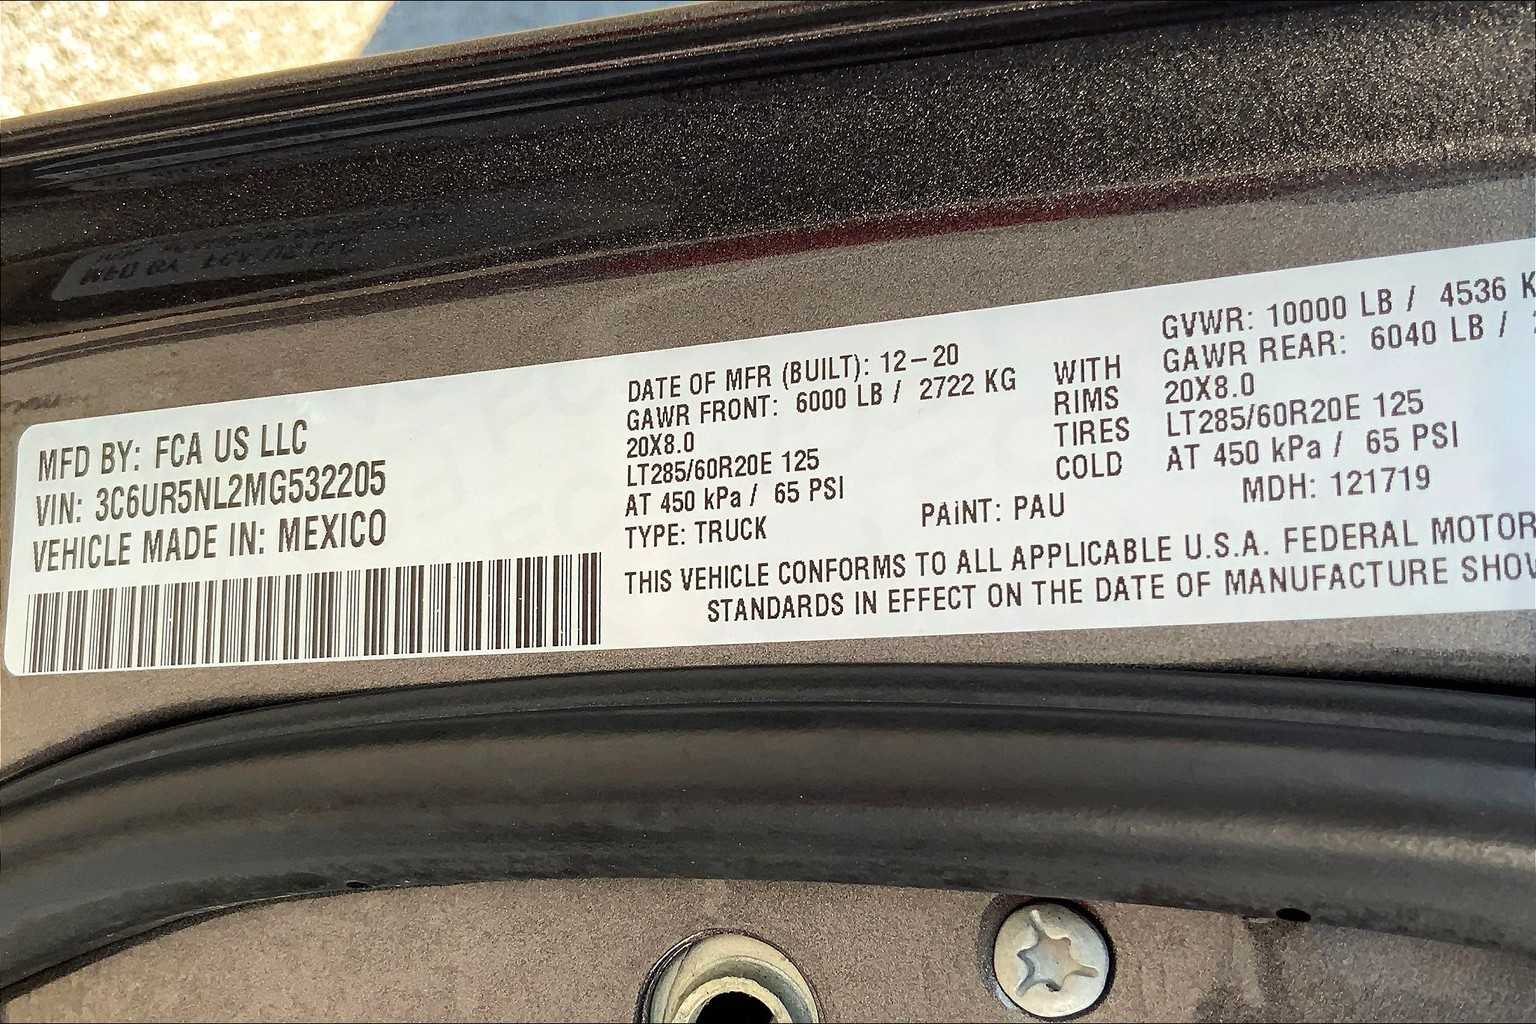 MFD BY: FCA US LLC
VIN: 3C6UR5NL2MG532205
VEHICLE MADE IN: MEXICO
DATE OF MFR (BUILT): 12-20
GAWR FRONT: 6000 LB / 2722 KG
20X8.0
LT285/60R20E 125
AT 450 kPa / 65 PSI
TYPE: TRUCK
PAiNT: PAU
WITH
RIMS
TIRES
COLD
GVWR: 10000 LB / 4536 K
GAWR REAR: 6040 LB /
20X8.0
LT285/60R20E 125
AT 450 kPa / 65 PSI
MDH: 121719
THIS VEHICLE CONFORMS TO ALL APPLICABLE U.S.A. FEDERAL MOTOR
STANDARDS IN EFFECT ON THE DATE OF MANUFACTURE SHOW